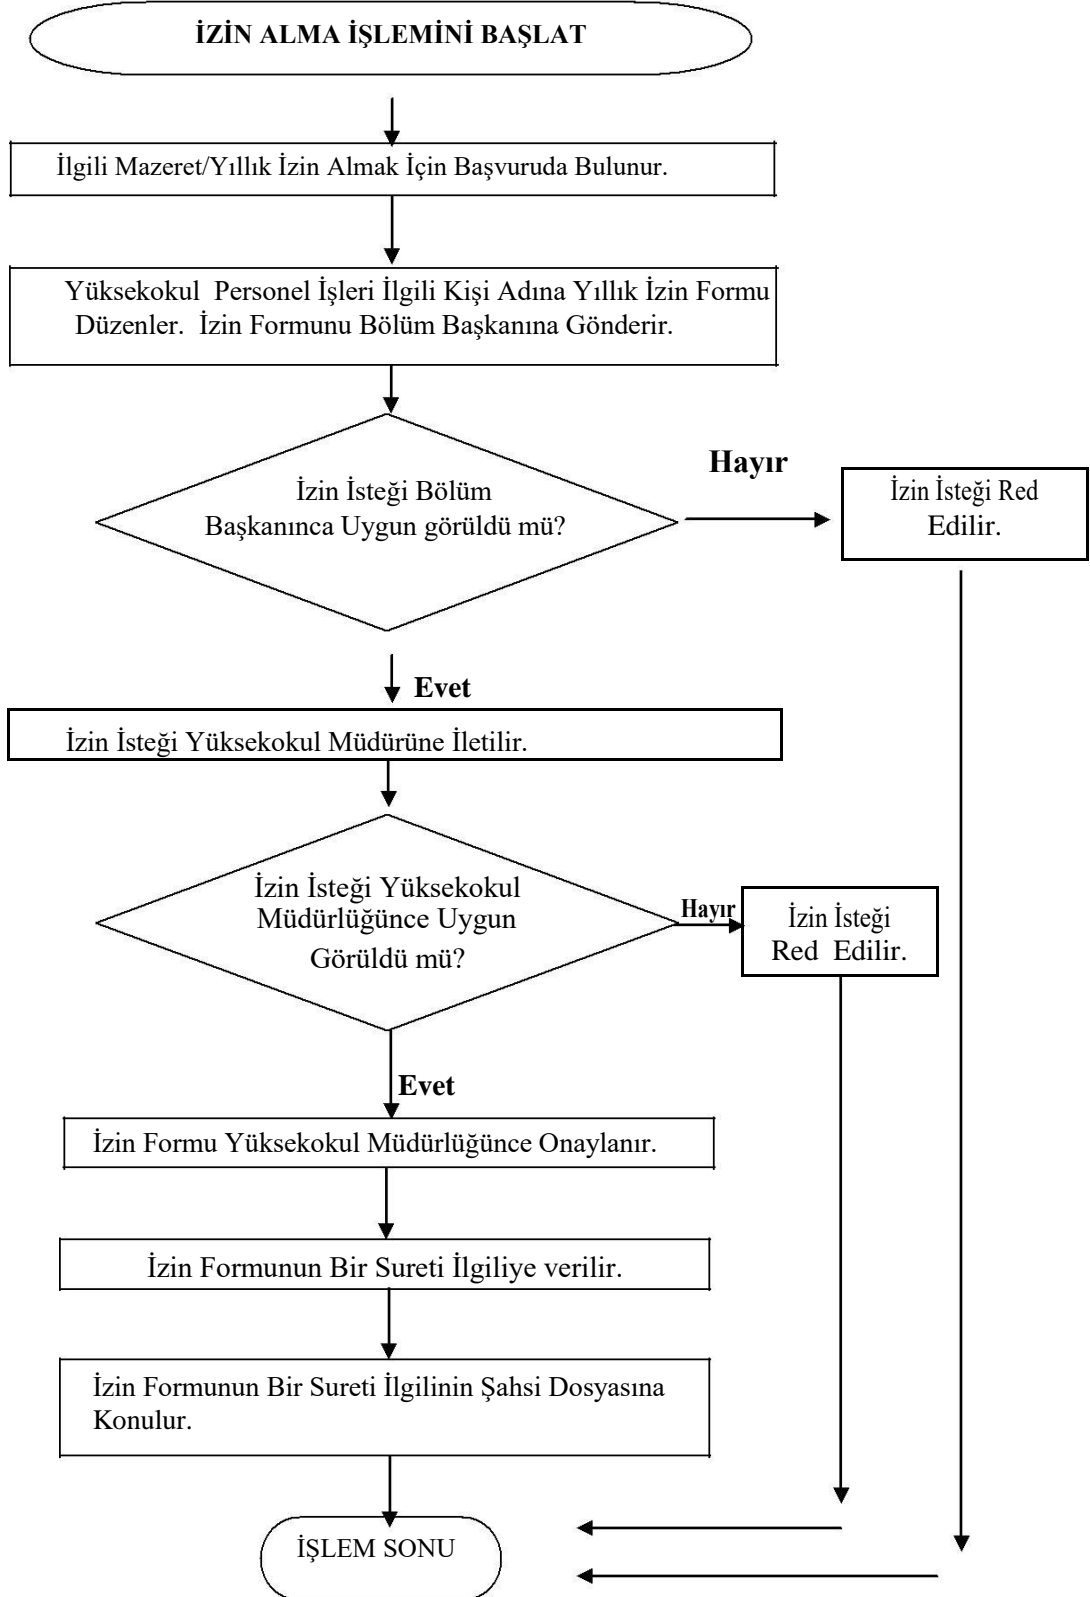 İZİN ALMA İŞLEMİNİ BAŞLAT
İlgili Mazeret/Yıllık İzin Almak İçin Başvuruda Bulunur.
Yüksekokul Personel İşleri İlgili Kişi Adına Yıllık İzin Formu
Düzenler. İzin Formunu Bölüm Başkanına Gönderir.
Hayır
İzin İsteği Bölüm
Başkanınca Uygun görüldü mü?
İzin İsteği Red
Edilir.
Evet
İzin İsteği Yüksekokul Müdürüne İletilir.
İzin İsteği Yüksekokul
Müdürlüğünce Uygun
Görüldü mü?
Hayır
İzin İsteği
Red Edilir.
Evet
İzin Formu Yüksekokul Müdürlüğünce Onaylanır.
İzin Formunun Bir Sureti İlgiliye verilir.
İzin Formunun Bir Sureti İlgilinin Şahsi Dosyasına
Konulur.
İŞLEM SONU